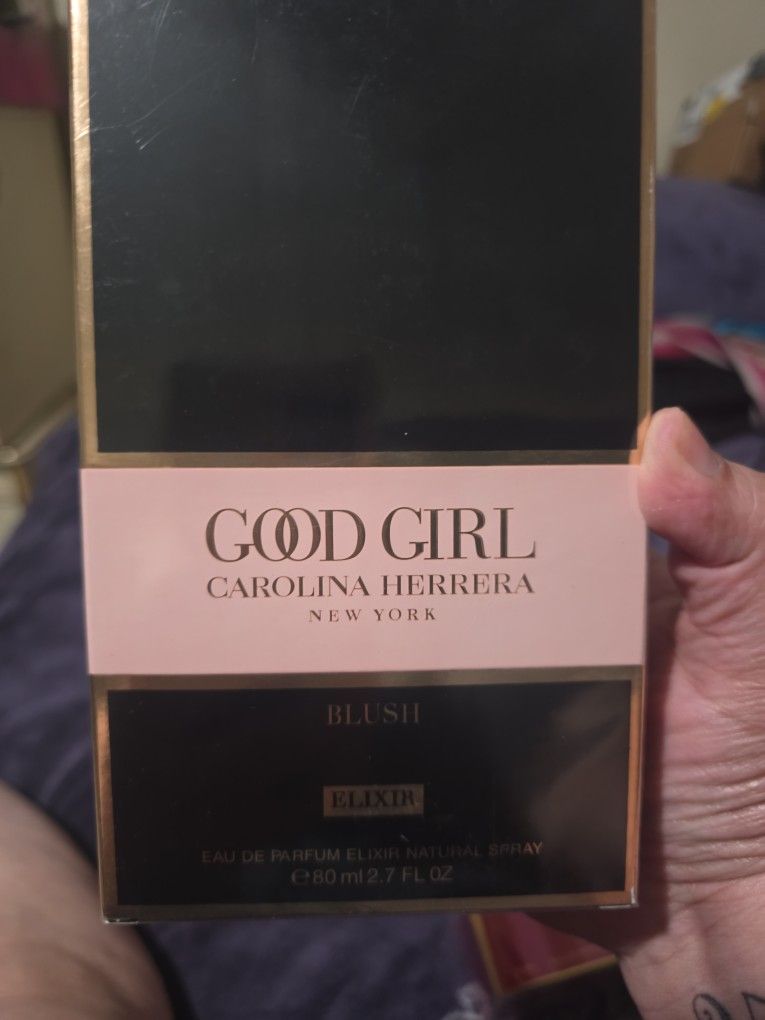 GOOD GIRL
CAROLINA HERRERA
NEW YORK
BLUSH
ELIXIR
EAU DE PARFUM ELIXIR NATURAL SPRAY
℮80 ml 2.7 FL OZ